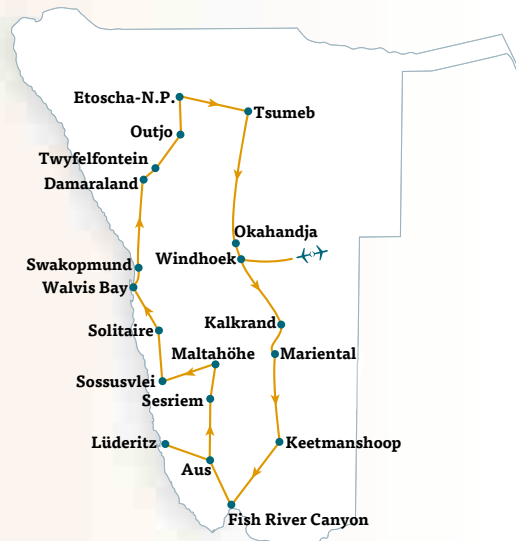 Etoscha-N.P.
Tsumeb
Outjo
Twyfelfontein
Damaraland
Okahandja
Windhoek
Swakopmund
Walvis Bay
Kalkrand
Solitaire
Maltahöhe
Mariental
Sossusvlei
Sesriem
Lüderitz
Keetmanshoop
Aus
Fish River Canyon